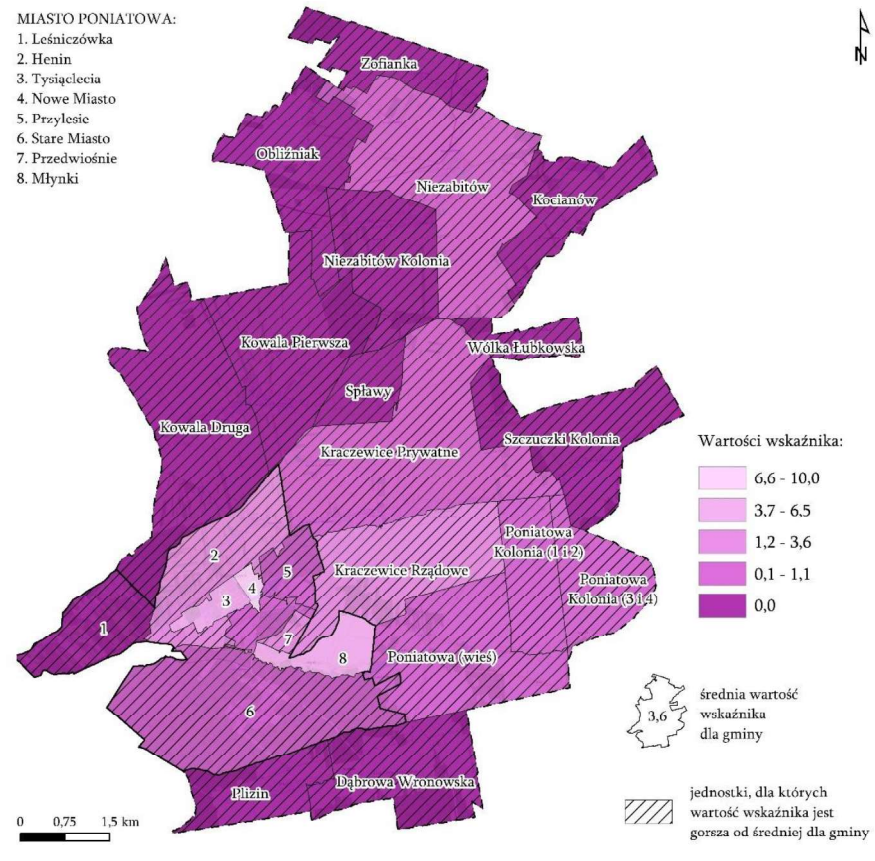 MIASTO PONIATOWA:
1. Leśniczówka
2. Henin
3. Tysiąclecia
4. Nowe Miasto
5. Przylesie
6. Stare Miasto
7. Przedwiośnie
8. Młynki
N
Zofianka
Obliźniak
Niezabitów
Kocianów
Niezabitów Kolonia
Kowala Pierwsza
Wólka Łubkowska
Spławy
Kowala Druga
Szczuczki Kolonia
Kraczewice Prywatne
Wartości wskaźnika:
6,6 - 10,0
3,7 - 6,5
1,2 - 3,6
0,1 - 1,1
0,0
Poniatowa
Kolonia (1 i 2)
Kraczewice Rządowe
Poniatowa
Kolonia (3 i 4)
2
5
4
3
1
7
8
Poniatowa (wieś)
6
3,6
średnia wartość
wskaźnika
dla gminy
Plizin
Dąbrowa Wronowska
jednostki, dla których
wartość wskaźnika jest
gorsza od średniej dla gminy
0 0,75 1,5 km